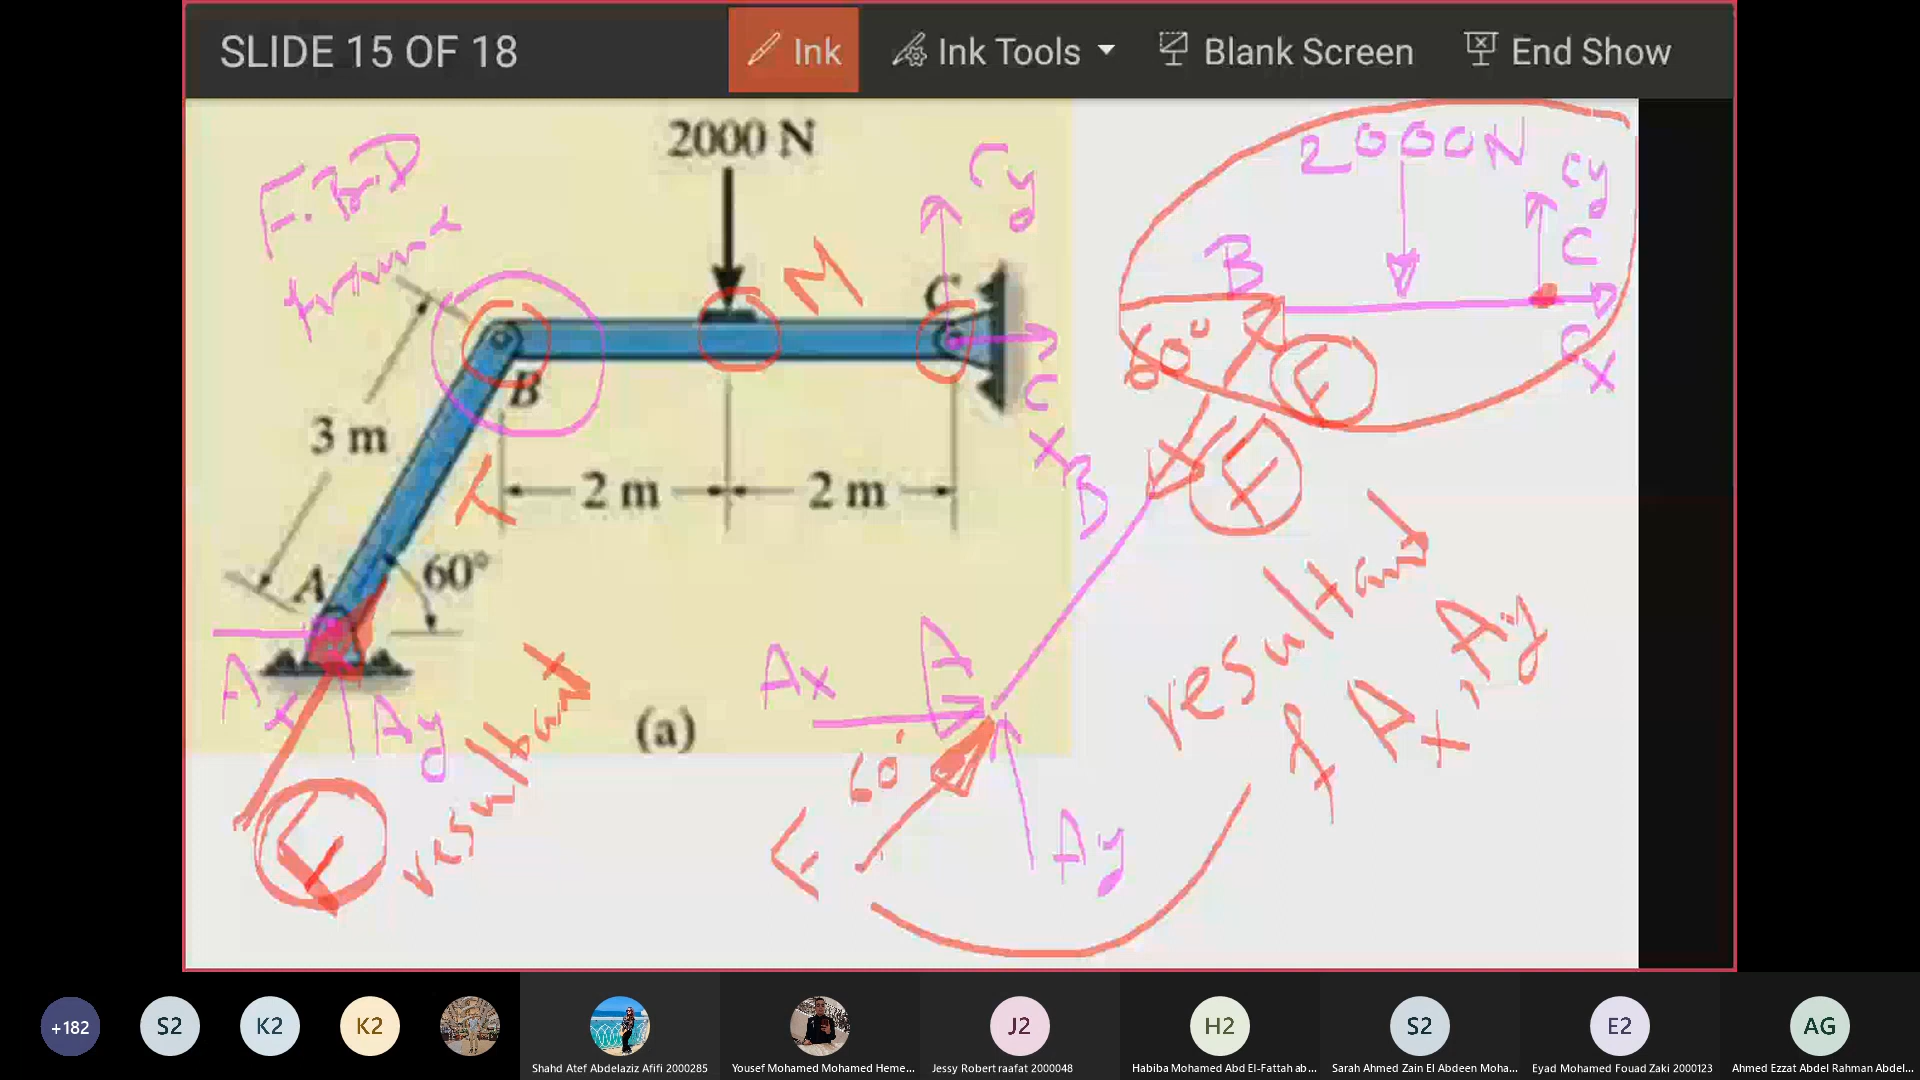 SLIDE 15 OF 18
Ink
Ink Tools
Blank Screen
End Show
2000 N
F.B.D
frame
M
Cy
C
Cx
B
3 m
T
2 m
2 m
A
60°
Ax
Ay
F
resultant
(a)
2000N
Cy
B
C
60°
F
Cx
B
F
Ax
A
60°
F
Ay
resultant
of Ax, Ay
+182
S2
K2
K2
J2
H2
S2
E2
AG
Shahd Atef Abdelaziz Afifi 2000285
Yousef Mohamed Mohamed Heme...
Jessy Robert raafat 2000048
Habiba Mohamed Abd El-Fattah ab...
Sarah Ahmed Zain El Abdeen Moha...
Eyad Mohamed Fouad Zaki 2000123
Ahmed Ezzat Abdel Rahman Abdel...